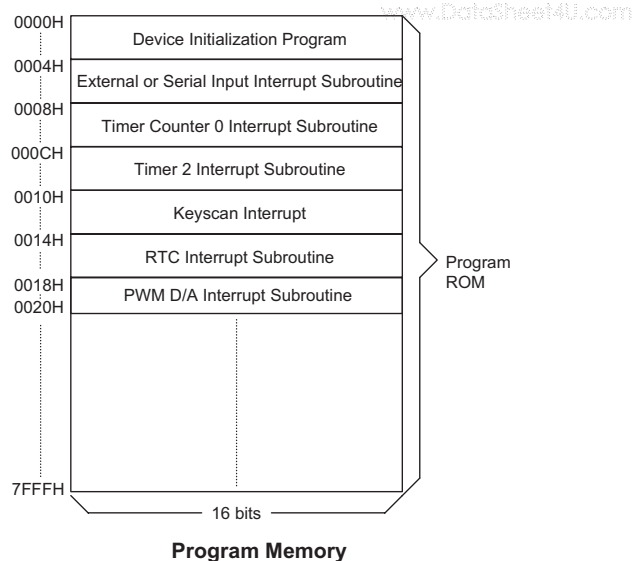 www.DataSheet4U.com
0000H
Device Initialization Program
0004H
External or Serial Input Interrupt Subroutine
0008H
Timer Counter 0 Interrupt Subroutine
000CH
Timer 2 Interrupt Subroutine
0010H
Keyscan Interrupt
0014H
RTC Interrupt Subroutine
Program
ROM
0018H
PWM D/A Interrupt Subroutine
0020H
7FFFH
16 bits
Program Memory